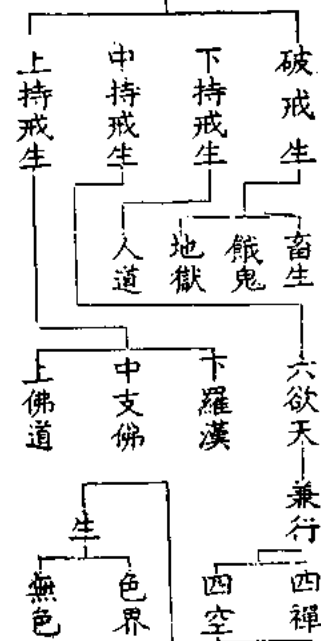 破戒生
下持戒生
中持戒生
上持戒生
畜生
餓鬼
地獄
人道
六欲天
下羅漢
中支佛
上佛道
兼行
四禪
四空
生
色界
無色